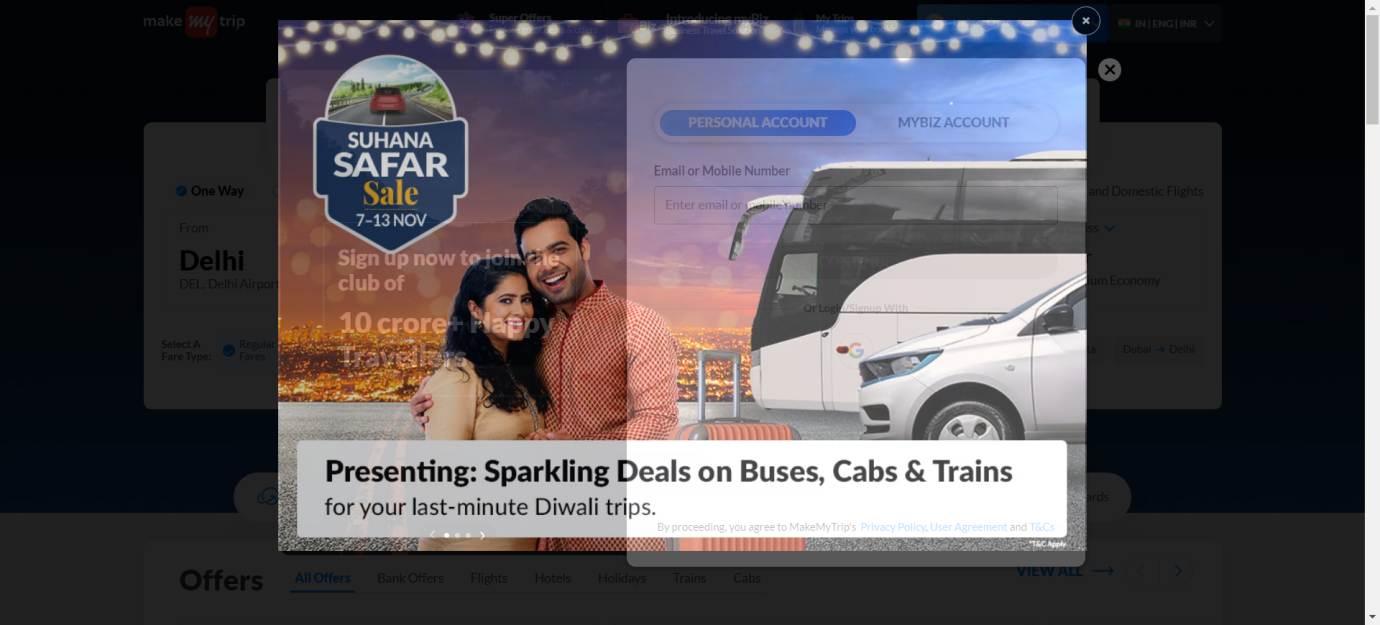 make my trip
Super Offers
Introducing myBiz
Business Travel Solution
My Trips
IN | ENG | INR
SUHANA
SAFAR
Sale
7–13 NOV
PERSONAL ACCOUNT
MYBIZ ACCOUNT
Email or Mobile Number
Enter email or mobile number
One Way
and Domestic Flights
From
Delhi
DEL, Delhi Airport
Sign up now to join
club of
10 crore+ Happy
Travellers
CONTINUE
Or Login/Signup With
Select A
Fare Type:
Regular
Fares
Dubai → Delhi
Presenting: Sparkling Deals on Buses, Cabs & Trains
for your last-minute Diwali trips.
By proceeding, you agree to MakeMyTrip's Privacy Policy, User Agreement and T&Cs
*T&C Apply
Offers
All Offers
Bank Offers
Flights
Hotels
Holidays
Trains
Cabs
VIEW ALL